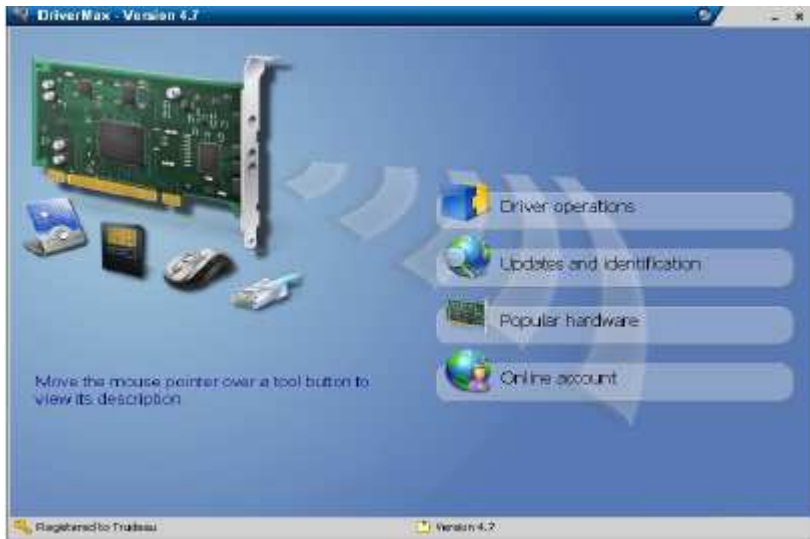 DriverMax - Version 4.7
Driver operations
Updates and identification
Popular hardware
Online account
Move the mouse pointer over a tool button to
view its description
Registered to Trudeau
Version 4.7